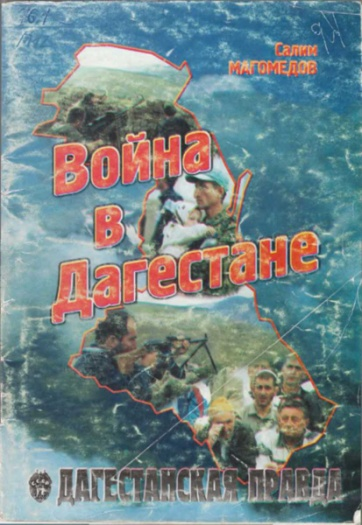 Салим
МАГОМЕДОВ
Война
в
Дагестане
ДАГЕСТАНСКАЯ ПРАВДА